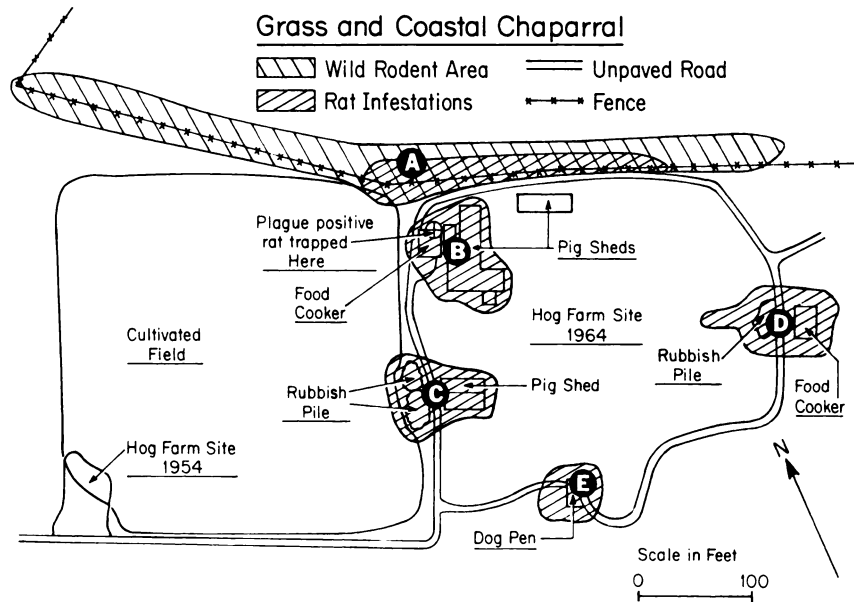 Grass and Coastal Chaparral
Wild Rodent Area
Unpaved Road
Rat Infestations
Fence
A
Plague positive
rat trapped
Here
B
Pig Sheds
Food
Cooker
Hog Farm Site
1964
Cultivated
Field
D
Rubbish
Pile
Food
Cooker
Rubbish
Pile
C
Pig Shed
Hog Farm Site
1954
E
Dog Pen
N
Scale in Feet
0 100